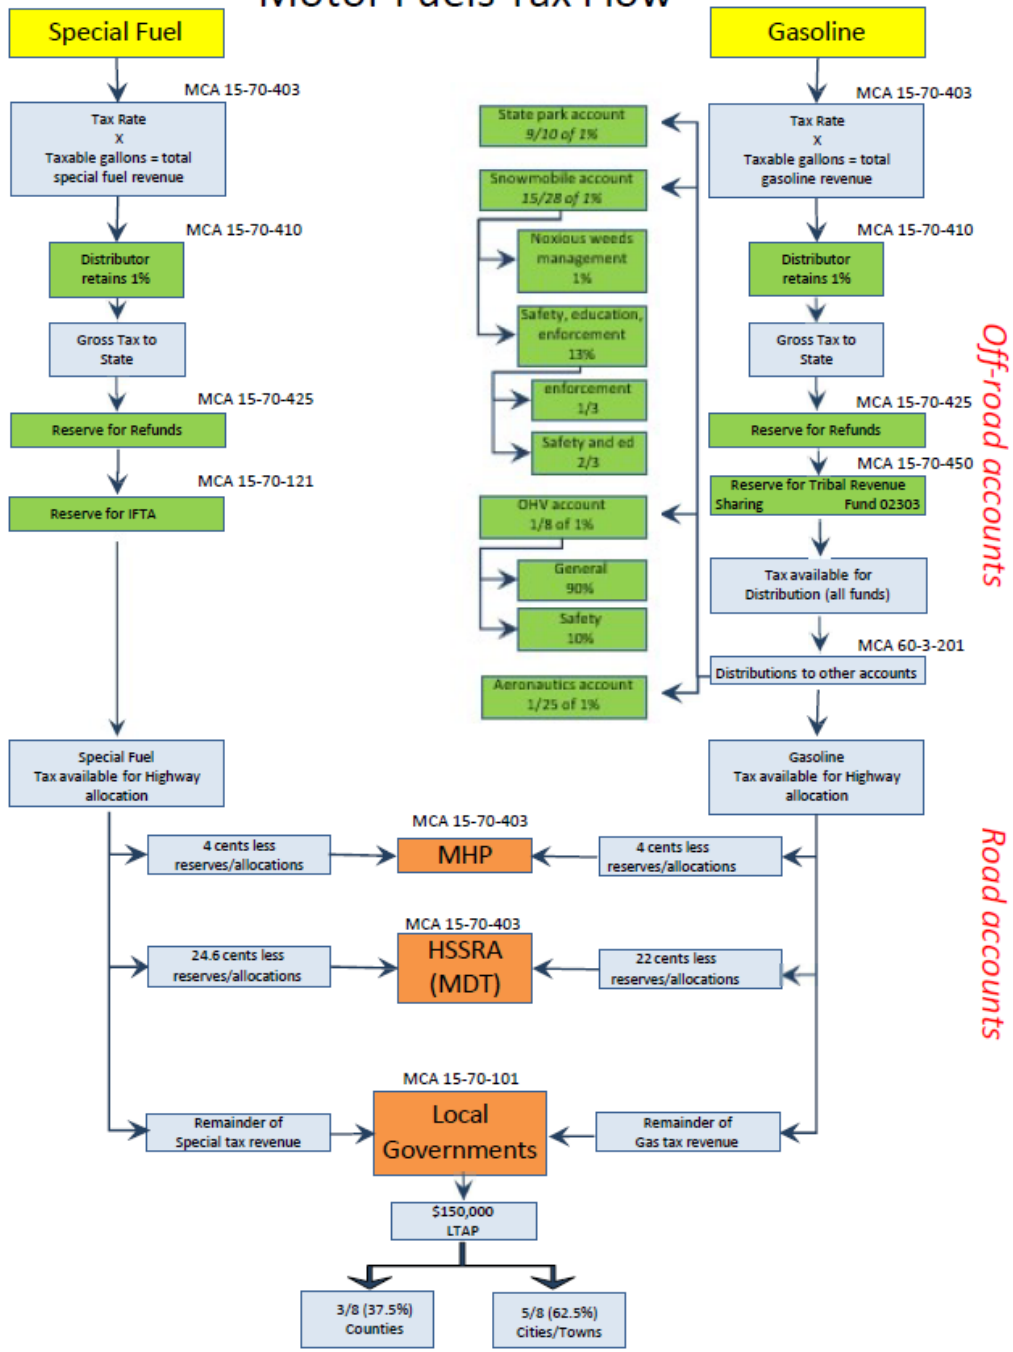 Motor Fuels Tax Flow
Special Fuel
MCA 15-70-403
Tax Rate
X
Taxable gallons = total
special fuel revenue
MCA 15-70-410
Distributor
retains 1%
Gross Tax to
State
MCA 15-70-425
Reserve for Refunds
MCA 15-70-121
Reserve for IFTA
Special Fuel
Tax available for Highway
allocation
State park account
9/10 of 1%
Snowmobile account
15/28 of 1%
Noxious weeds
management
1%
Safety, education,
enforcement
13%
enforcement
1/3
Safety and ed
2/3
OHV account
1/8 of 1%
General
90%
Safety
10%
Aeronautics account
1/25 of 1%
Gasoline
MCA 15-70-403
Tax Rate
X
Taxable gallons = total
gasoline revenue
MCA 15-70-410
Distributor
retains 1%
Gross Tax to
State
MCA 15-70-425
Reserve for Refunds
MCA 15-70-450
Reserve for Tribal Revenue
Sharing Fund 02303
Tax available for
Distribution (all funds)
MCA 60-3-201
Distributions to other accounts
Gasoline
Tax available for Highway
allocation
Off-road accounts
Road accounts
4 cents less
reserves/allocations
MCA 15-70-403
MHP
4 cents less
reserves/allocations
24.6 cents less
reserves/allocations
MCA 15-70-403
HSSRA
(MDT)
22 cents less
reserves/allocations
Remainder of
Special tax revenue
MCA 15-70-101
Local
Governments
Remainder of
Gas tax revenue
$150,000
LTAP
3/8 (37.5%)
Counties
5/8 (62.5%)
Cities/Towns